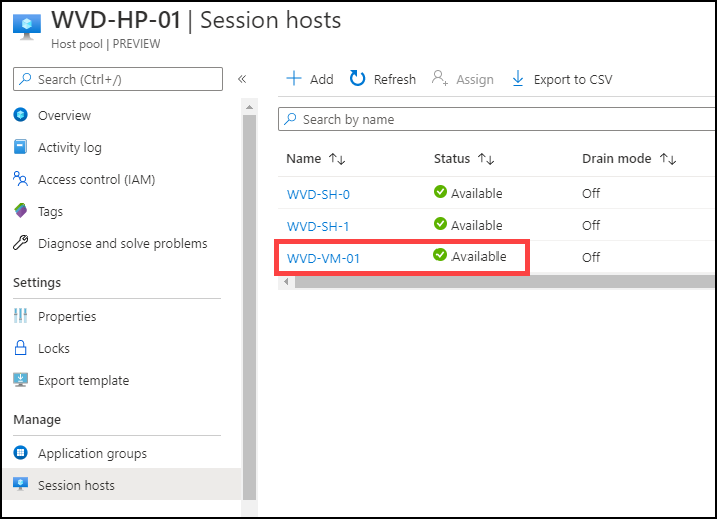 WVD-HP-01 | Session hosts
Host pool | PREVIEW
Search (Ctrl+/) «
Add Refresh Assign Export to CSV
Search by name
Overview
Activity log
Access control (IAM)
Tags
Diagnose and solve problems
Settings
Properties
Locks
Export template
Manage
Application groups
Session hosts
Name ↑↓ Status ↑↓ Drain mode ↑↓
WVD-SH-0 Available Off
WVD-SH-1 Available Off
WVD-VM-01 Available Off